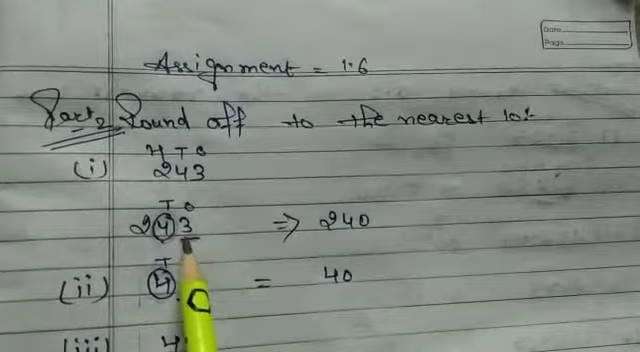 Date
Page
Assignment = 1.6
Part 2 Round off to the nearest 10:
H T O
(i) 243
T O
243 => 240
T
(ii) 4 = 40
(iii) 4